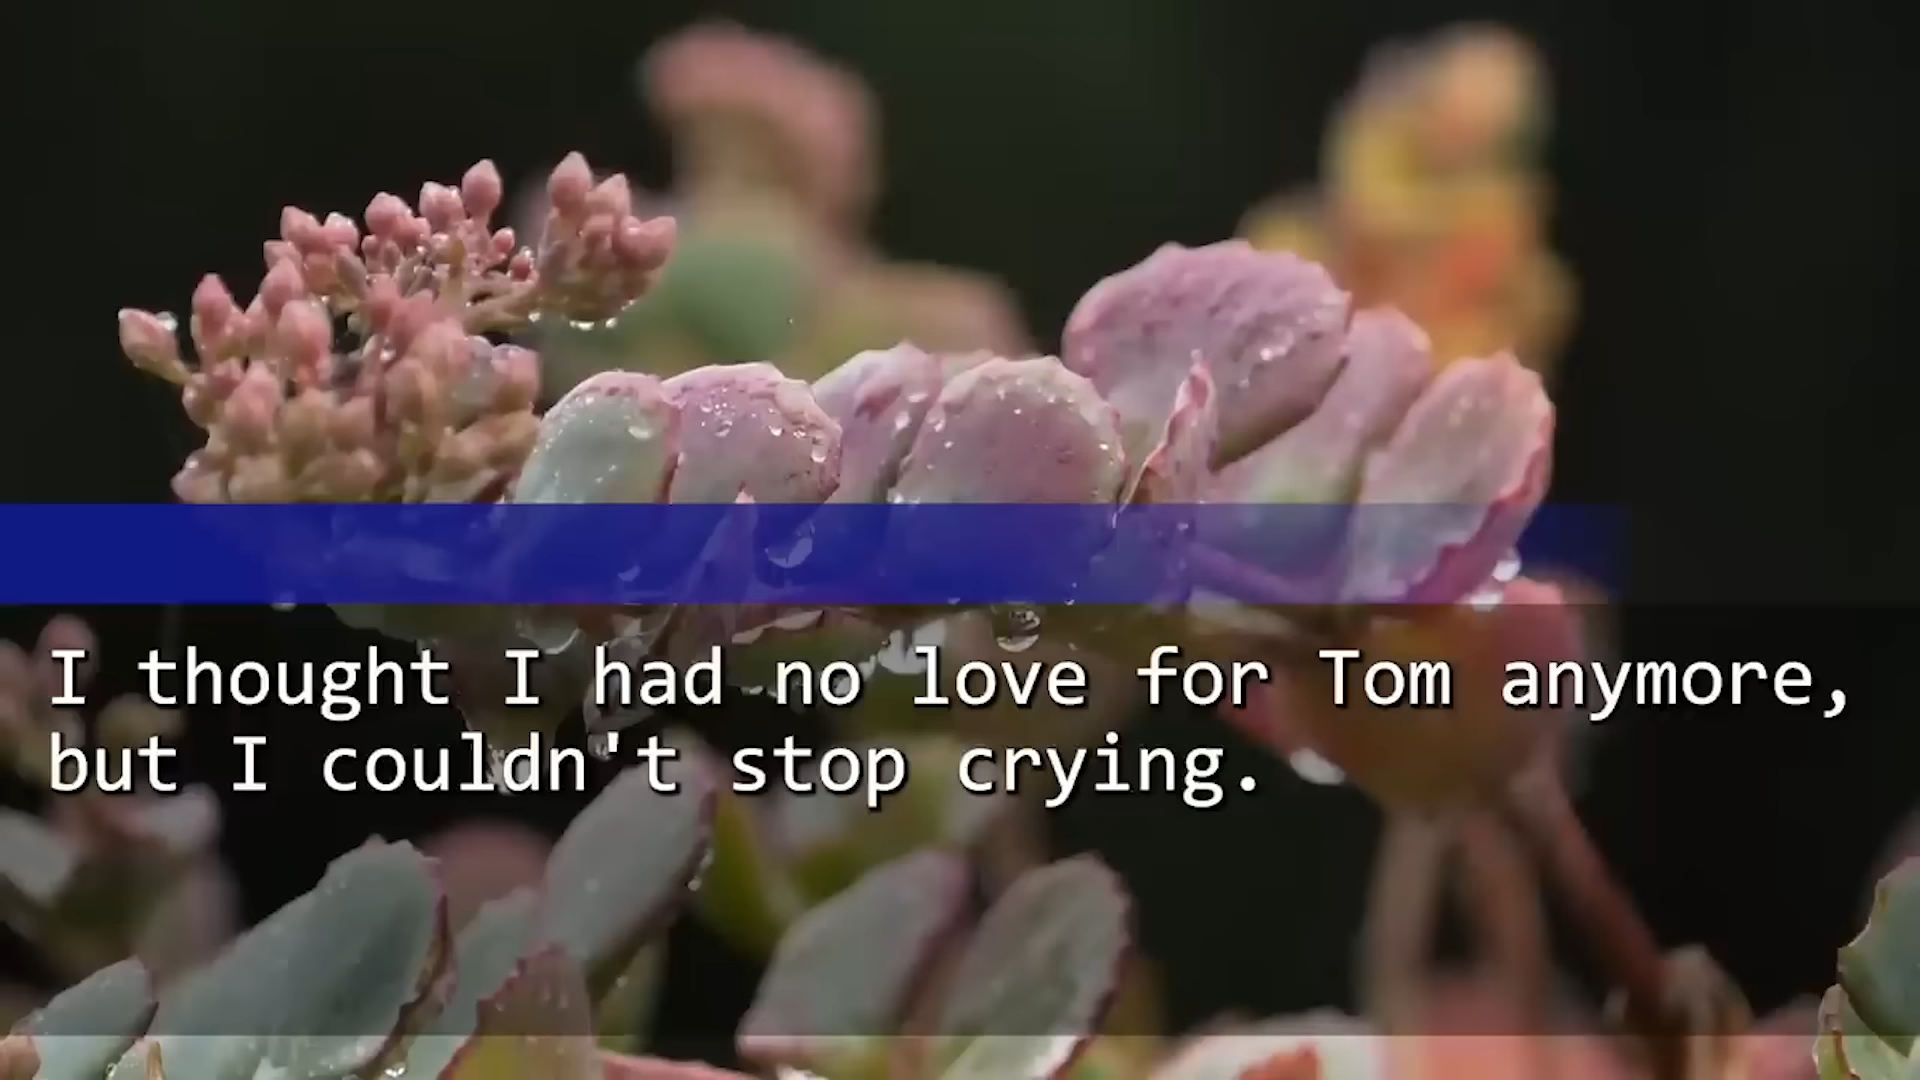 I thought I had no love for Tom anymore,
but I couldn't stop crying.